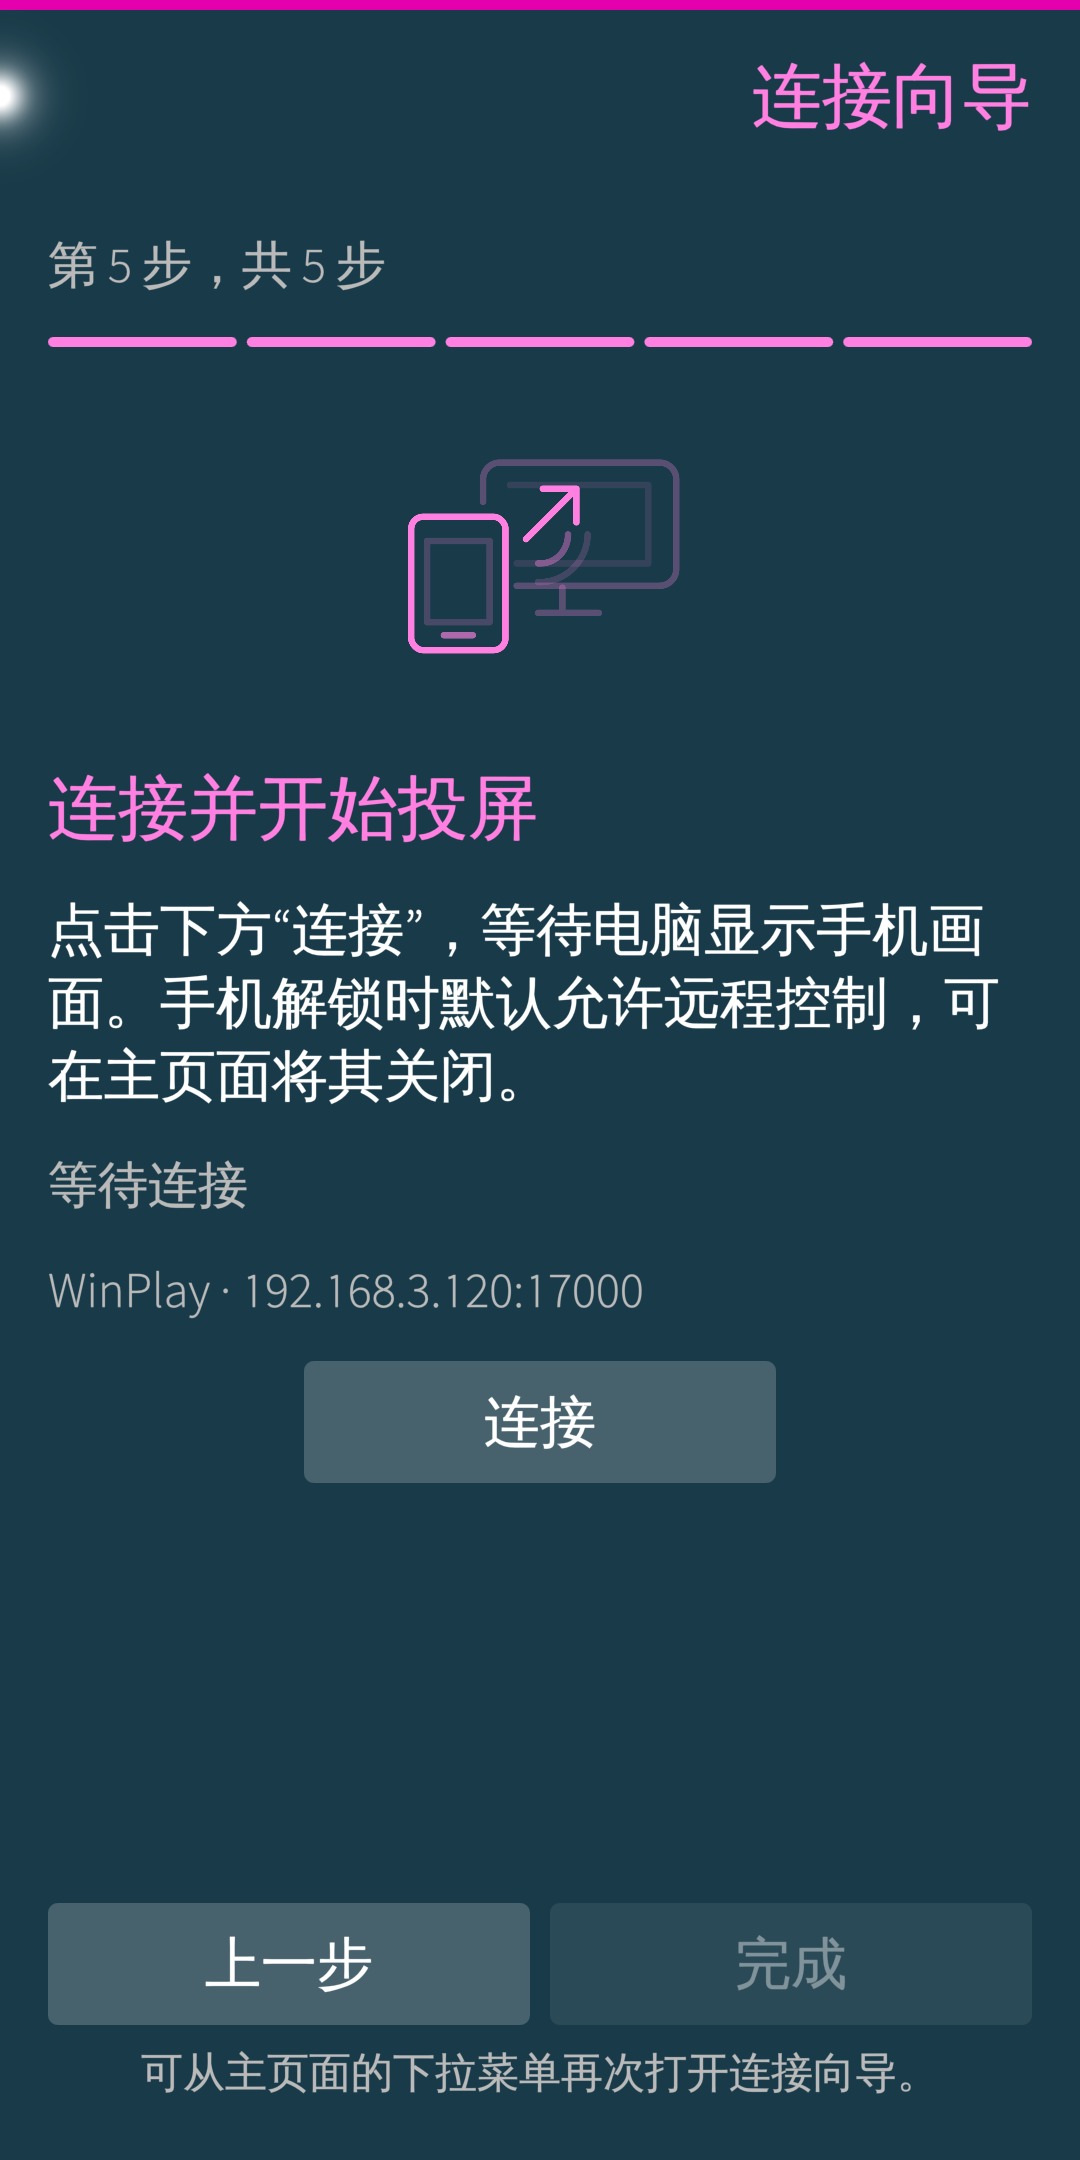 连接向导
第 5 步，共 5 步
连接并开始投屏
点击下方“连接”，等待电脑显示手机画
面。手机解锁时默认允许远程控制，可
在主页面将其关闭。
等待连接
WinPlay · 192.168.3.120:17000
连接
上一步
完成
可从主页面的下拉菜单再次打开连接向导。